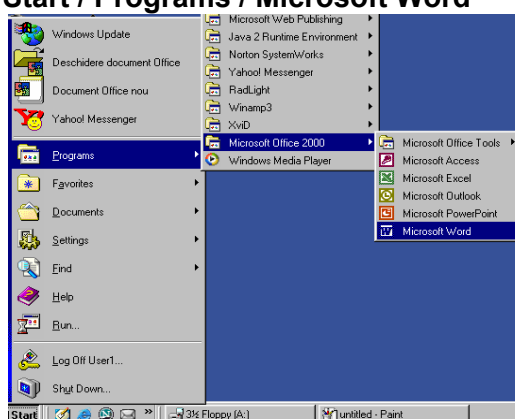 Start / Programs / Microsoft Word
Windows Update
Deschidere document Office
Document Office nou
Yahoo! Messenger
Programs
Favorites
Documents
Settings
Find
Help
Run...
Log Off User1...
Shut Down...
Microsoft Web Publishing
Java 2 Runtime Environment
Norton SystemWorks
Yahoo! Messenger
RadLight
Winamp3
XviD
Microsoft Office 2000
Windows Media Player
Microsoft Office Tools
Microsoft Access
Microsoft Excel
Microsoft Outlook
Microsoft PowerPoint
Microsoft Word
Start
»
3½ Floppy (A:)
untitled - Paint